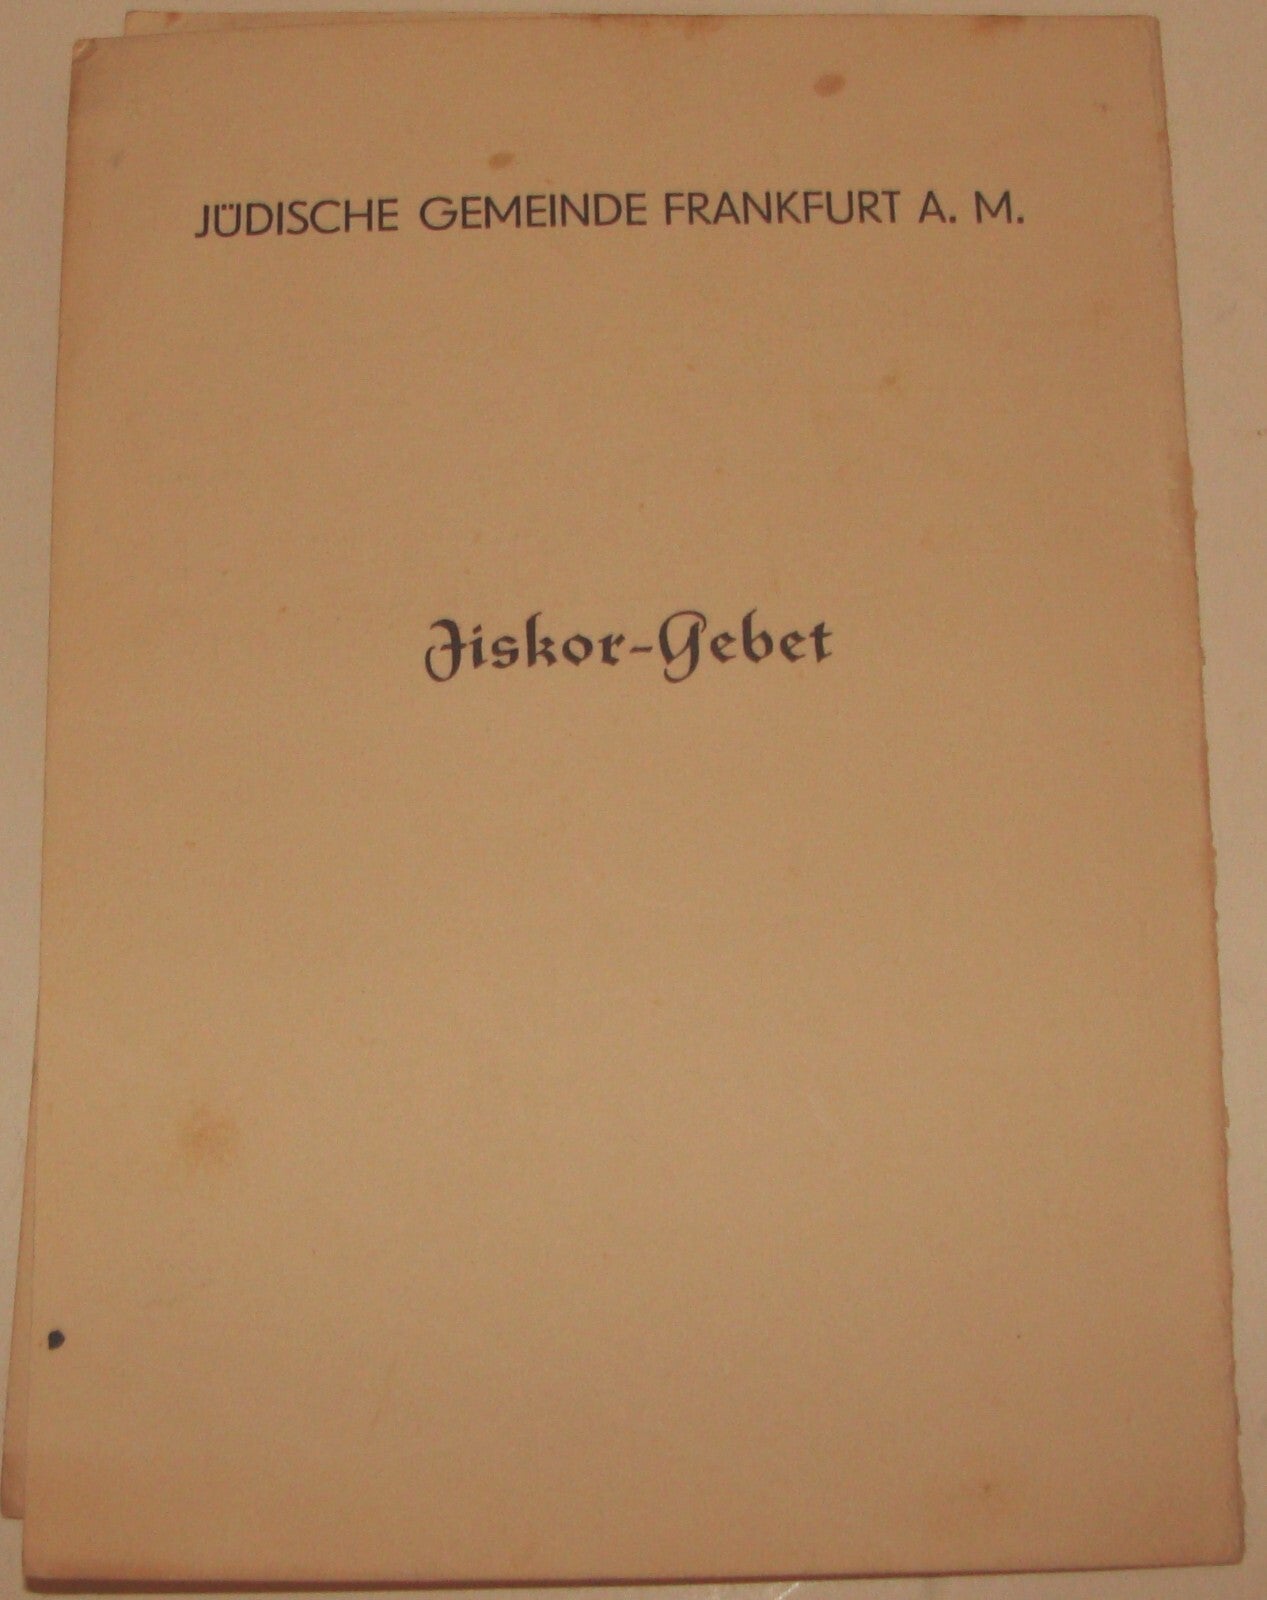 JÜDISCHE GEMEINDE FRANKFURT A. M.
Jiskor-Gebet